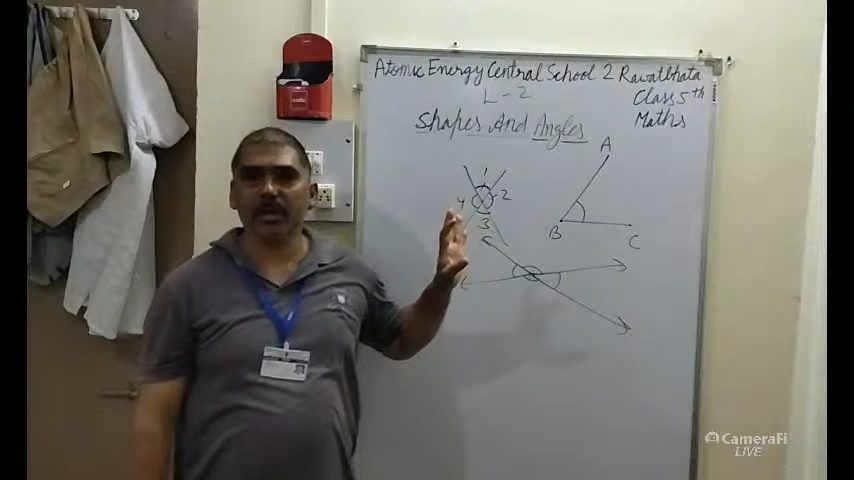 Atomic Energy Central School 2 Rawatbhata
L-2
Class 5th
Maths
Shapes And Angles
1
2
3
4
A
B
C
CameraFi
LIVE